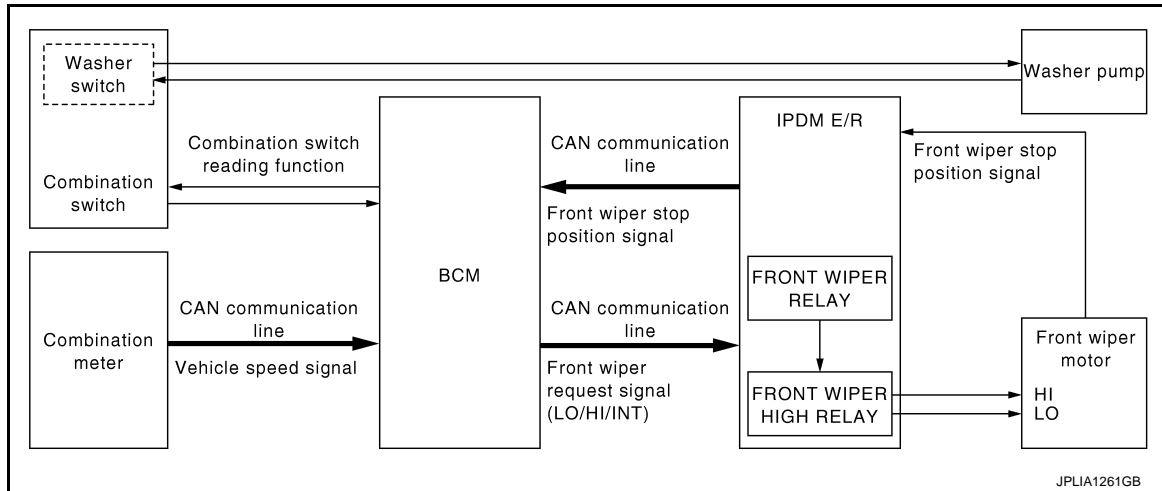 Washer
switch
Combination
switch
Combination switch
reading function
Washer pump
Combination
meter
CAN communication
line
Vehicle speed signal
BCM
CAN communication
line
Front wiper stop
position signal
CAN communication
line
Front wiper
request signal
(LO/HI/INT)
IPDM E/R
FRONT WIPER
RELAY
FRONT WIPER
HIGH RELAY
Front wiper stop
position signal
Front wiper
motor
HI
LO
JPLIA1261GB